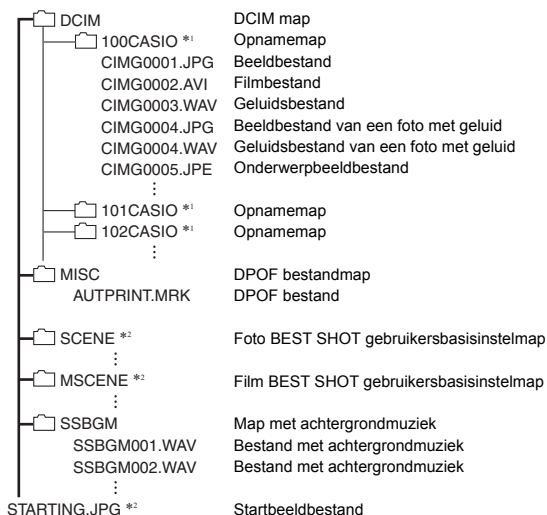 DCIM DCIM map
100CASIO *1 Opnamemap
CIMG0001.JPG Beeldbestand
CIMG0002.AVI Filmbestand
CIMG0003.WAV Geluidsbestand
CIMG0004.JPG Beeldbestand van een foto met geluid
CIMG0004.WAV Geluidsbestand van een foto met geluid
CIMG0005.JPE Onderwerpbeeldbestand
101CASIO *1 Opnamemap
102CASIO *1 Opnamemap
MISC DPOF bestandmap
AUTPRINT.MRK DPOF bestand
SCENE *2 Foto BEST SHOT gebruikersbasisinstelmap
MSCENE *2 Film BEST SHOT gebruikersbasisinstelmap
SSBGM Map met achtergrondmuziek
SSBGM001.WAV Bestand met achtergrondmuziek
SSBGM002.WAV Bestand met achtergrondmuziek
STARTING.JPG *2 Startbeeldbestand